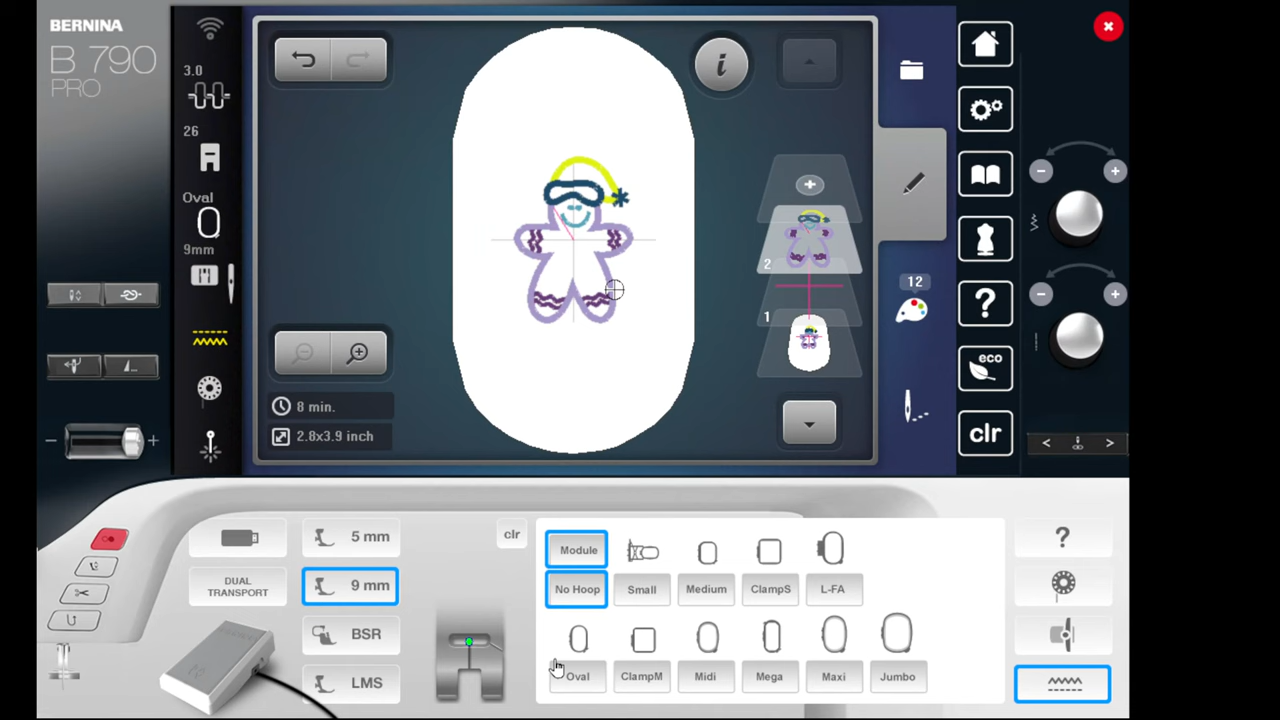 BERNINA
B 790
PRO
3.0
26
Oval
9mm
i
2
1
12
8 min.
2.8x3.9 inch
?
eco
clr
DUAL
TRANSPORT
5 mm
9 mm
BSR
LMS
clr
Module
No Hoop
Small
Medium
ClampS
L-FA
Oval
ClampM
Midi
Mega
Maxi
Jumbo
?